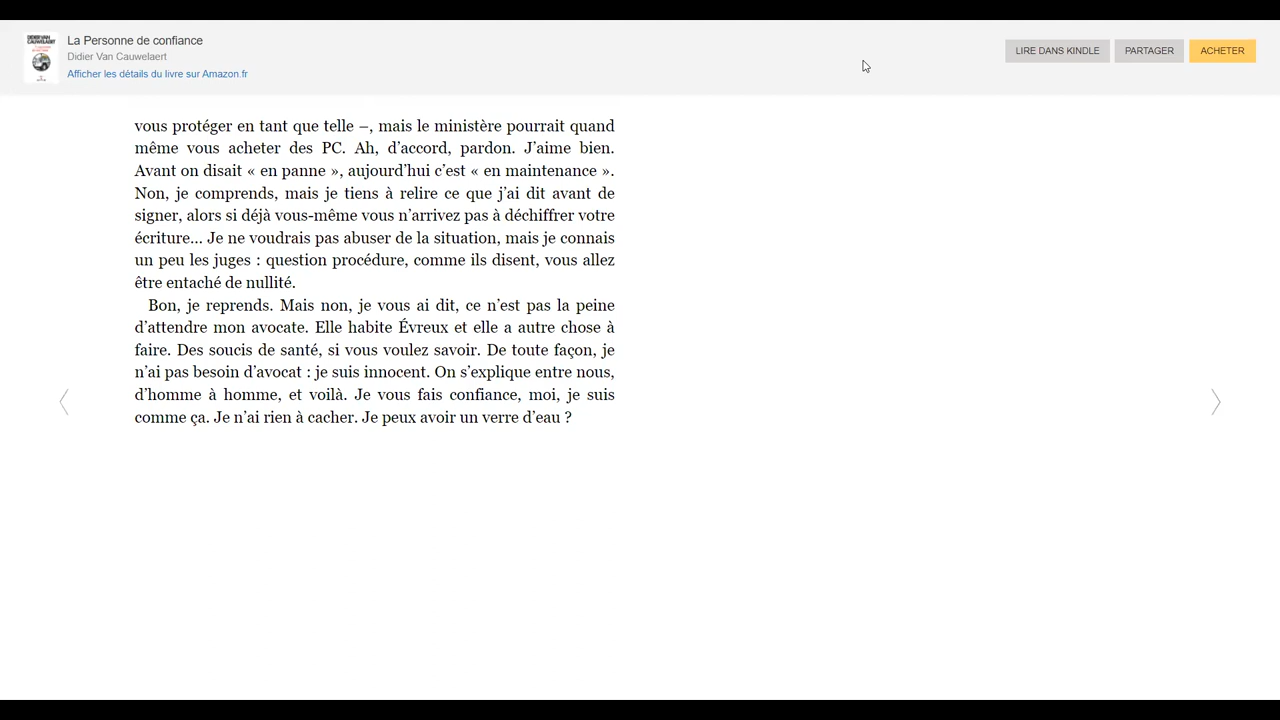 La Personne de confiance
Didier Van Cauwelaert
Afficher les détails du livre sur Amazon.fr
LIRE DANS KINDLE
PARTAGER
ACHETER
vous protéger en tant que telle –, mais le ministère pourrait quand
même vous acheter des PC. Ah, d’accord, pardon. J’aime bien.
Avant on disait « en panne », aujourd’hui c’est « en maintenance ».
Non, je comprends, mais je tiens à relire ce que j’ai dit avant de
signer, alors si déjà vous-même vous n’arrivez pas à déchiffrer votre
écriture... Je ne voudrais pas abuser de la situation, mais je connais
un peu les juges : question procédure, comme ils disent, vous allez
être entaché de nullité.
Bon, je reprends. Mais non, je vous ai dit, ce n’est pas la peine
d’attendre mon avocate. Elle habite Évreux et elle a autre chose à
faire. Des soucis de santé, si vous voulez savoir. De toute façon, je
n’ai pas besoin d’avocat : je suis innocent. On s’explique entre nous,
d’homme à homme, et voilà. Je vous fais confiance, moi, je suis
comme ça. Je n’ai rien à cacher. Je peux avoir un verre d’eau ?